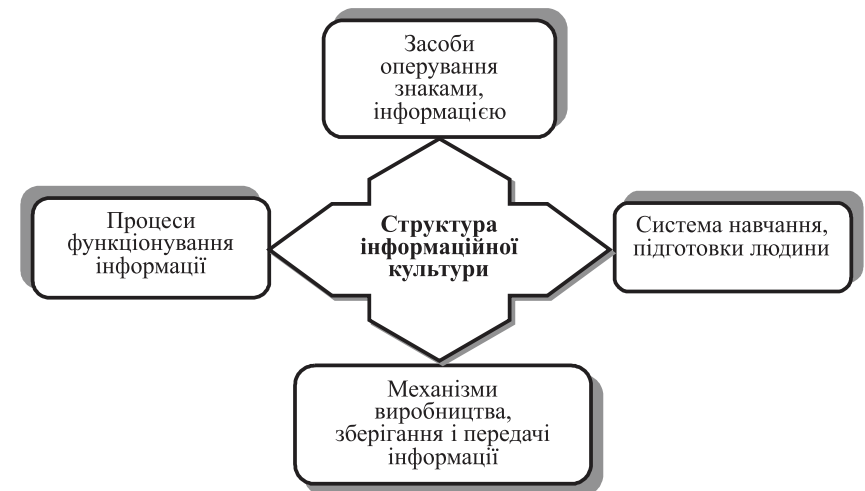 Засоби
оперування
знаками,
інформацією
Процеси
функціонування
інформації
Структура
інформаційної
культури
Система навчання,
підготовки людини
Механізми
виробництва,
зберігання і передачі
інформації